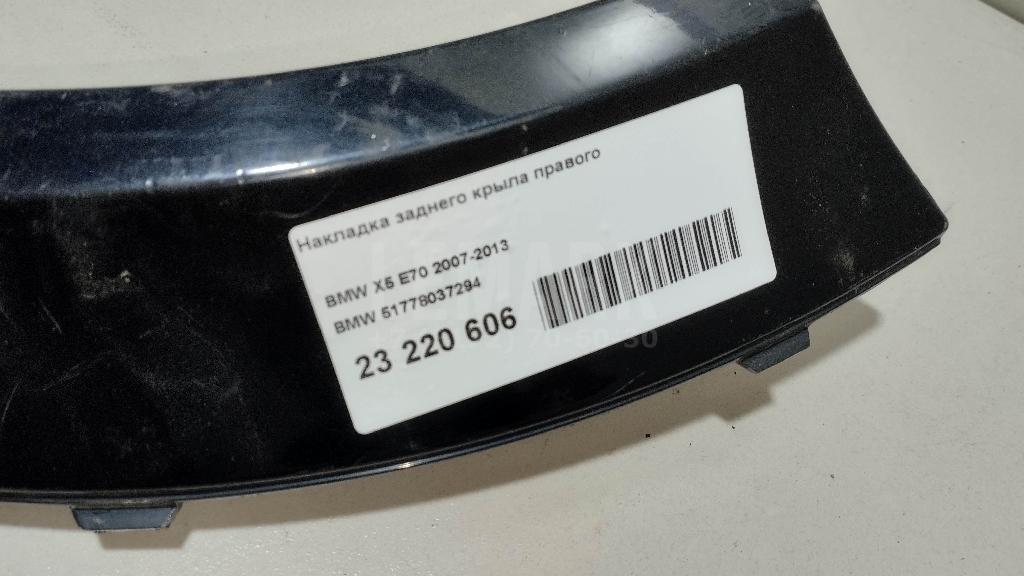 Накладка заднего крыла правого
BMW X5 E70 2007-2013
BMW 51778037294
23 220 606